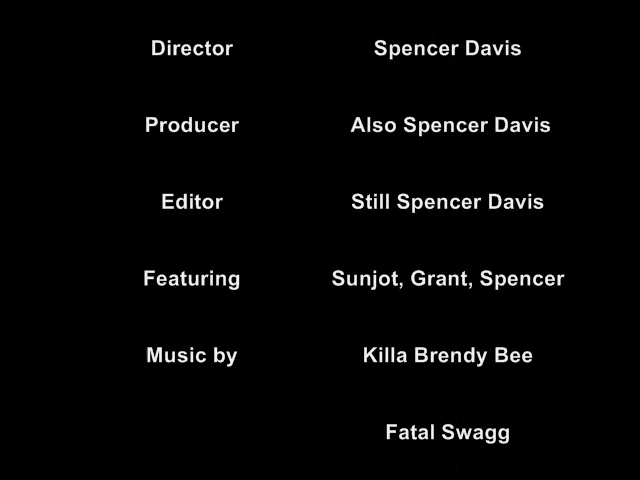 Director Spencer Davis
Producer Also Spencer Davis
Editor Still Spencer Davis
Featuring Sunjot, Grant, Spencer
Music by Killa Brendy Bee
Fatal Swagg